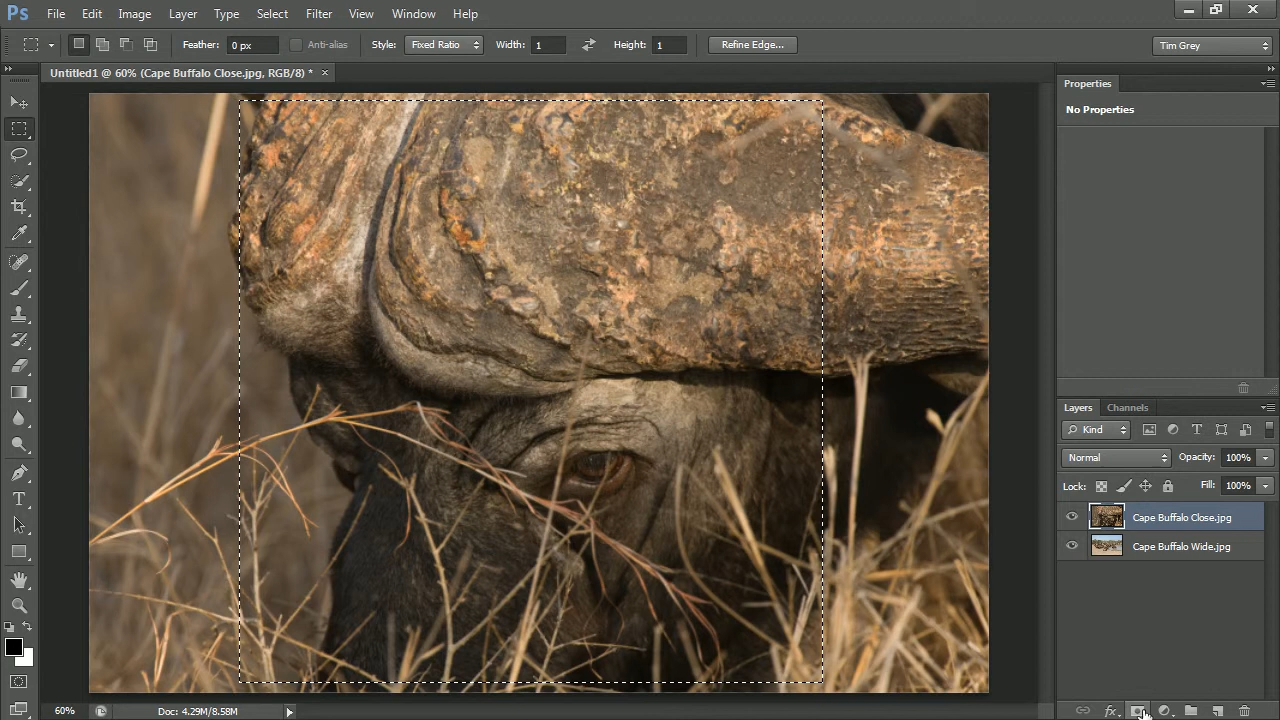 Ps File Edit Image Layer Type Select Filter View Window Help
Feather: 0 px Anti-alias Style: Fixed Ratio Width: 1 Height: 1 Refine Edge... Tim Grey
Untitled1 @ 60% (Cape Buffalo Close.jpg, RGB/8) * ×
Properties
No Properties
Layers Channels
Kind
Normal Opacity: 100%
Lock: Fill: 100%
Cape Buffalo Close.jpg
Cape Buffalo Wide.jpg
fx
60% Doc: 4.29M/8.58M